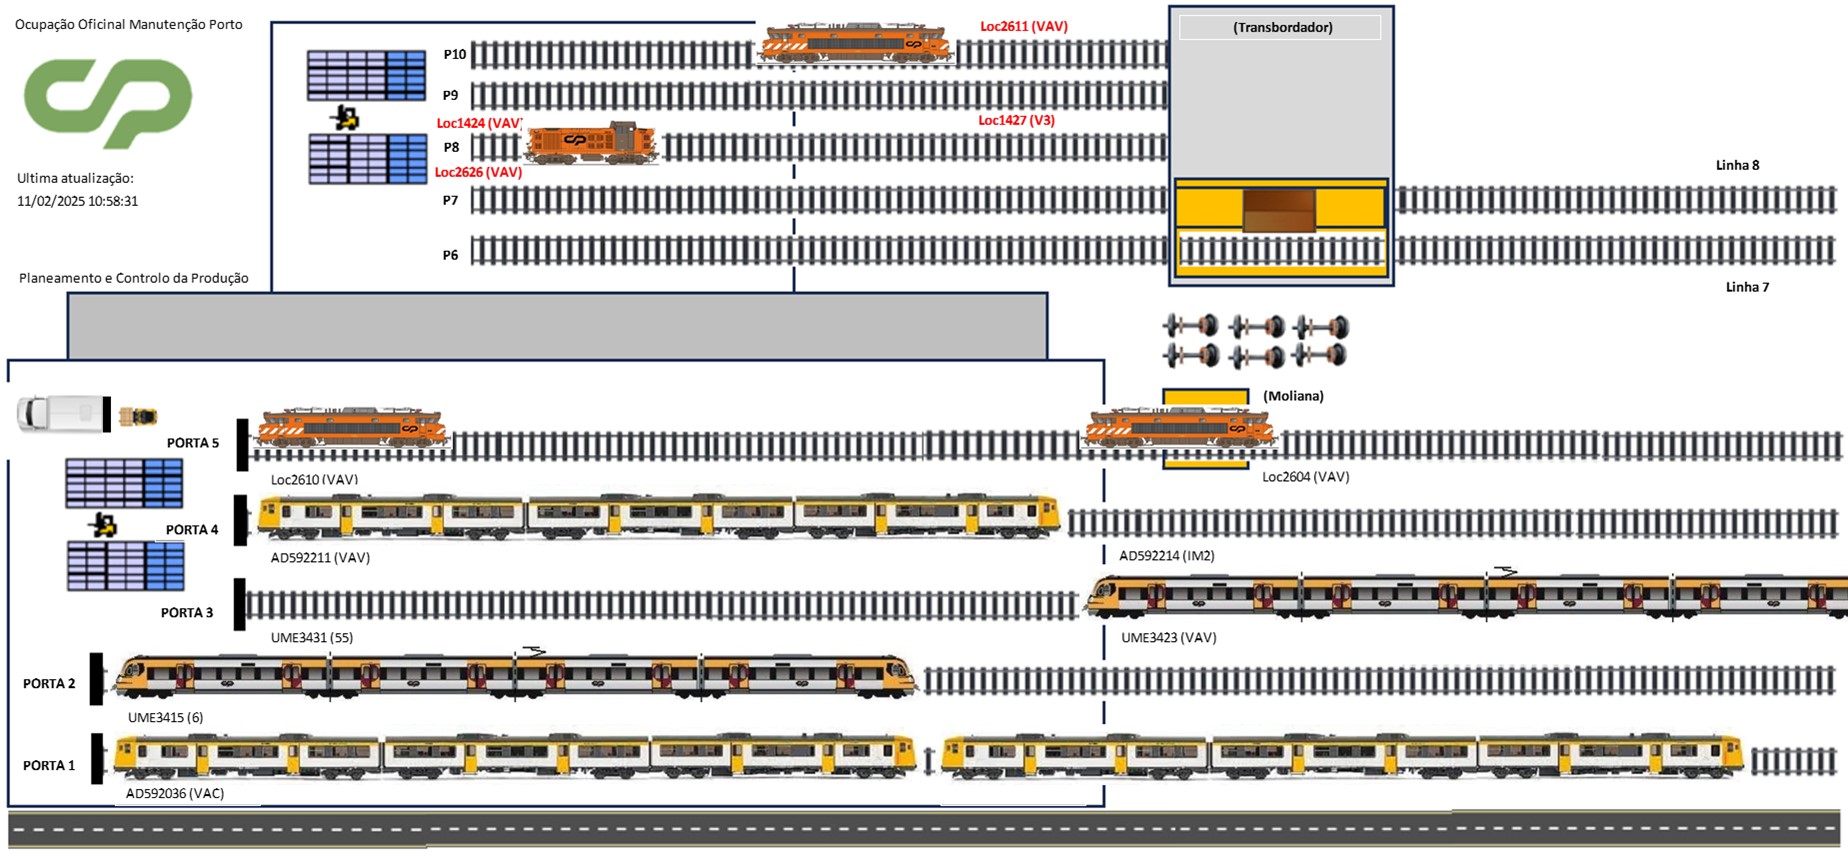 Ocupação Oficinal Manutenção Porto
Ultima atualização:
11/02/2025 10:58:31
Planeamento e Controlo da Produção
Loc2611 (VAV)
(Transbordador)
P10
P9
Loc1424 (VAV)
Loc1427 (V3)
P8
Loc2626 (VAV)
P7
Linha 8
P6
Linha 7
(Moliana)
PORTA 5
Loc2610 (VAV)
Loc2604 (VAV)
PORTA 4
AD592211 (VAV)
AD592214 (IM2)
PORTA 3
UME3431 (55)
UME3423 (VAV)
PORTA 2
UME3415 (6)
PORTA 1
AD592036 (VAC)